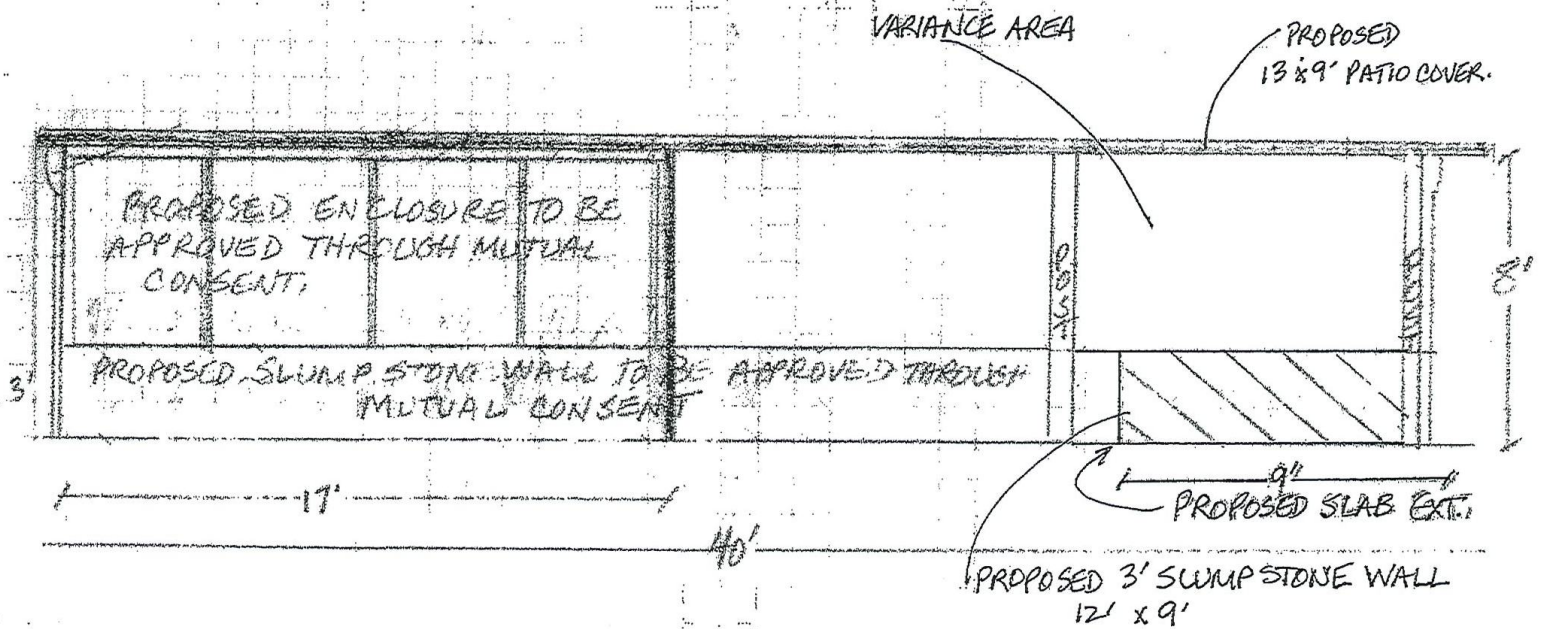 VARIANCE AREA
PROPOSED
13'x9' PATIO COVER.
PROPOSED ENCLOSURE TO BE
APPROVED THROUGH MUTUAL
CONSENT.
8'
3'
PROPOSED SLUMP STONE WALL TO BE APPROVED THROUGH
MUTUAL CONSENT
17'
9"
PROPOSED SLAB EXT.
40'
PROPOSED 3' SLUMPSTONE WALL
12' x 9'